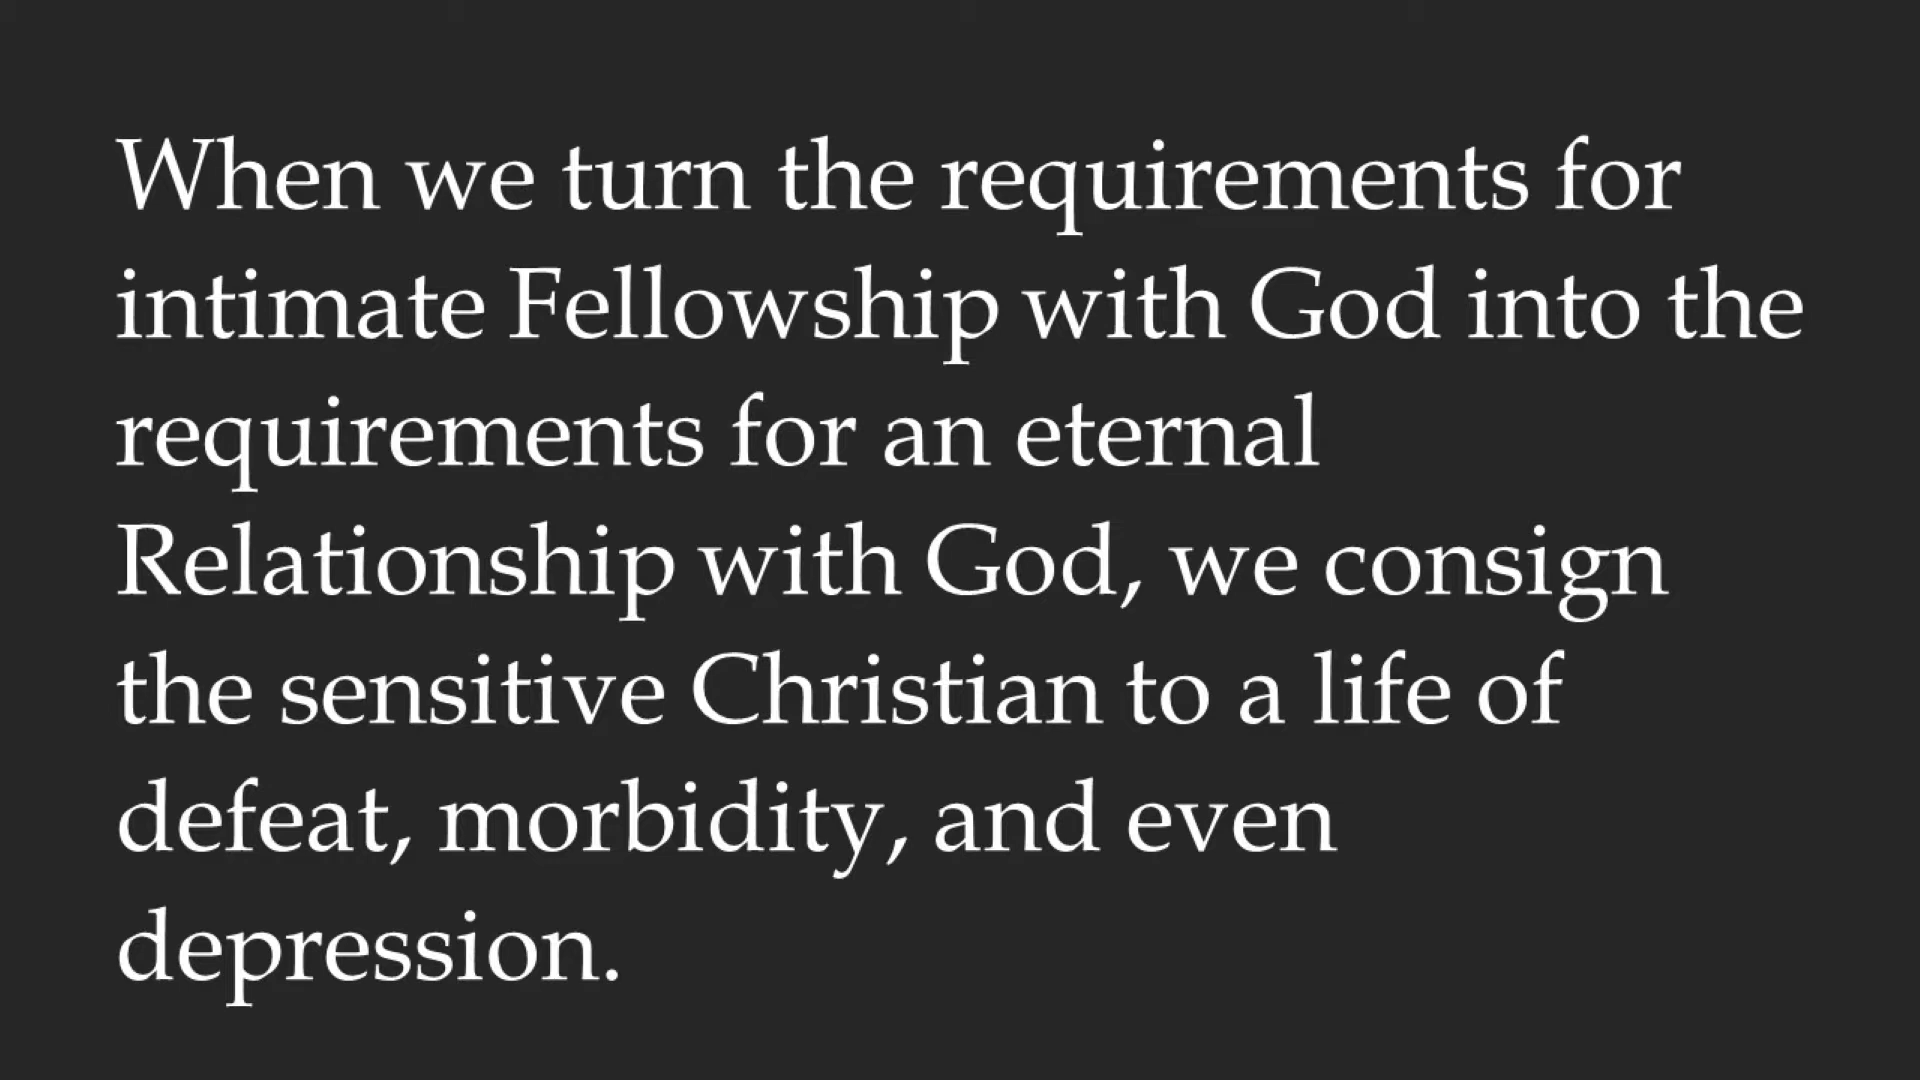 When we turn the requirements for
intimate Fellowship with God into the
requirements for an eternal
Relationship with God, we consign
the sensitive Christian to a life of
defeat, morbidity, and even
depression.